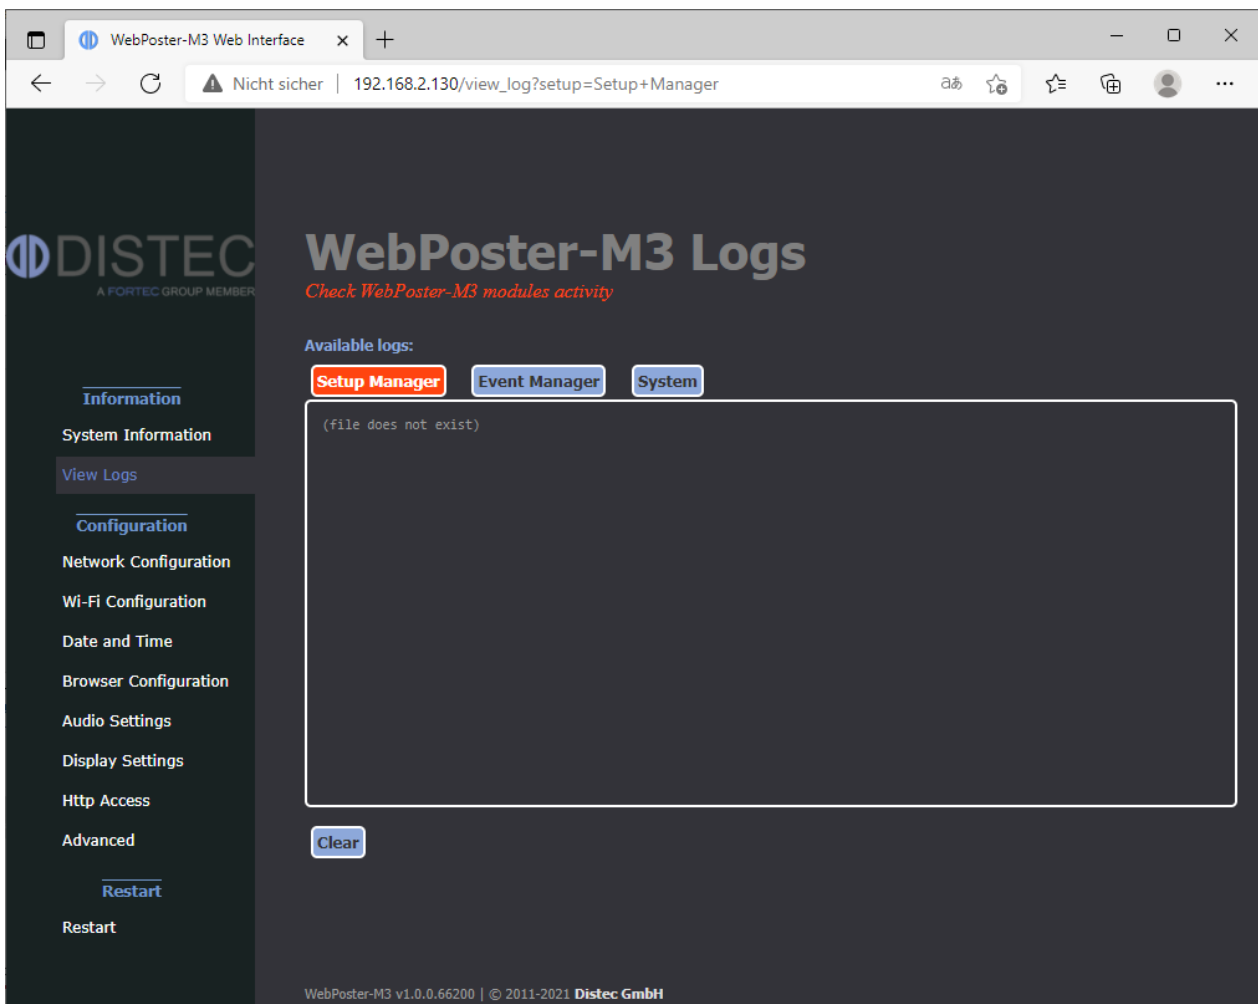 WebPoster-M3 Web Interface
Nicht sicher | 192.168.2.130/view_log?setup=Setup+Manager
aあ
DISTEC
A FORTEC GROUP MEMBER
WebPoster-M3 Logs
Check WebPoster-M3 modules activity
Available logs:
Setup Manager Event Manager System
(file does not exist)
Information
System Information
View Logs
Configuration
Network Configuration
Wi-Fi Configuration
Date and Time
Browser Configuration
Audio Settings
Display Settings
Http Access
Advanced
Restart
Restart
Clear
WebPoster-M3 v1.0.0.66200 | © 2011-2021 Distec GmbH